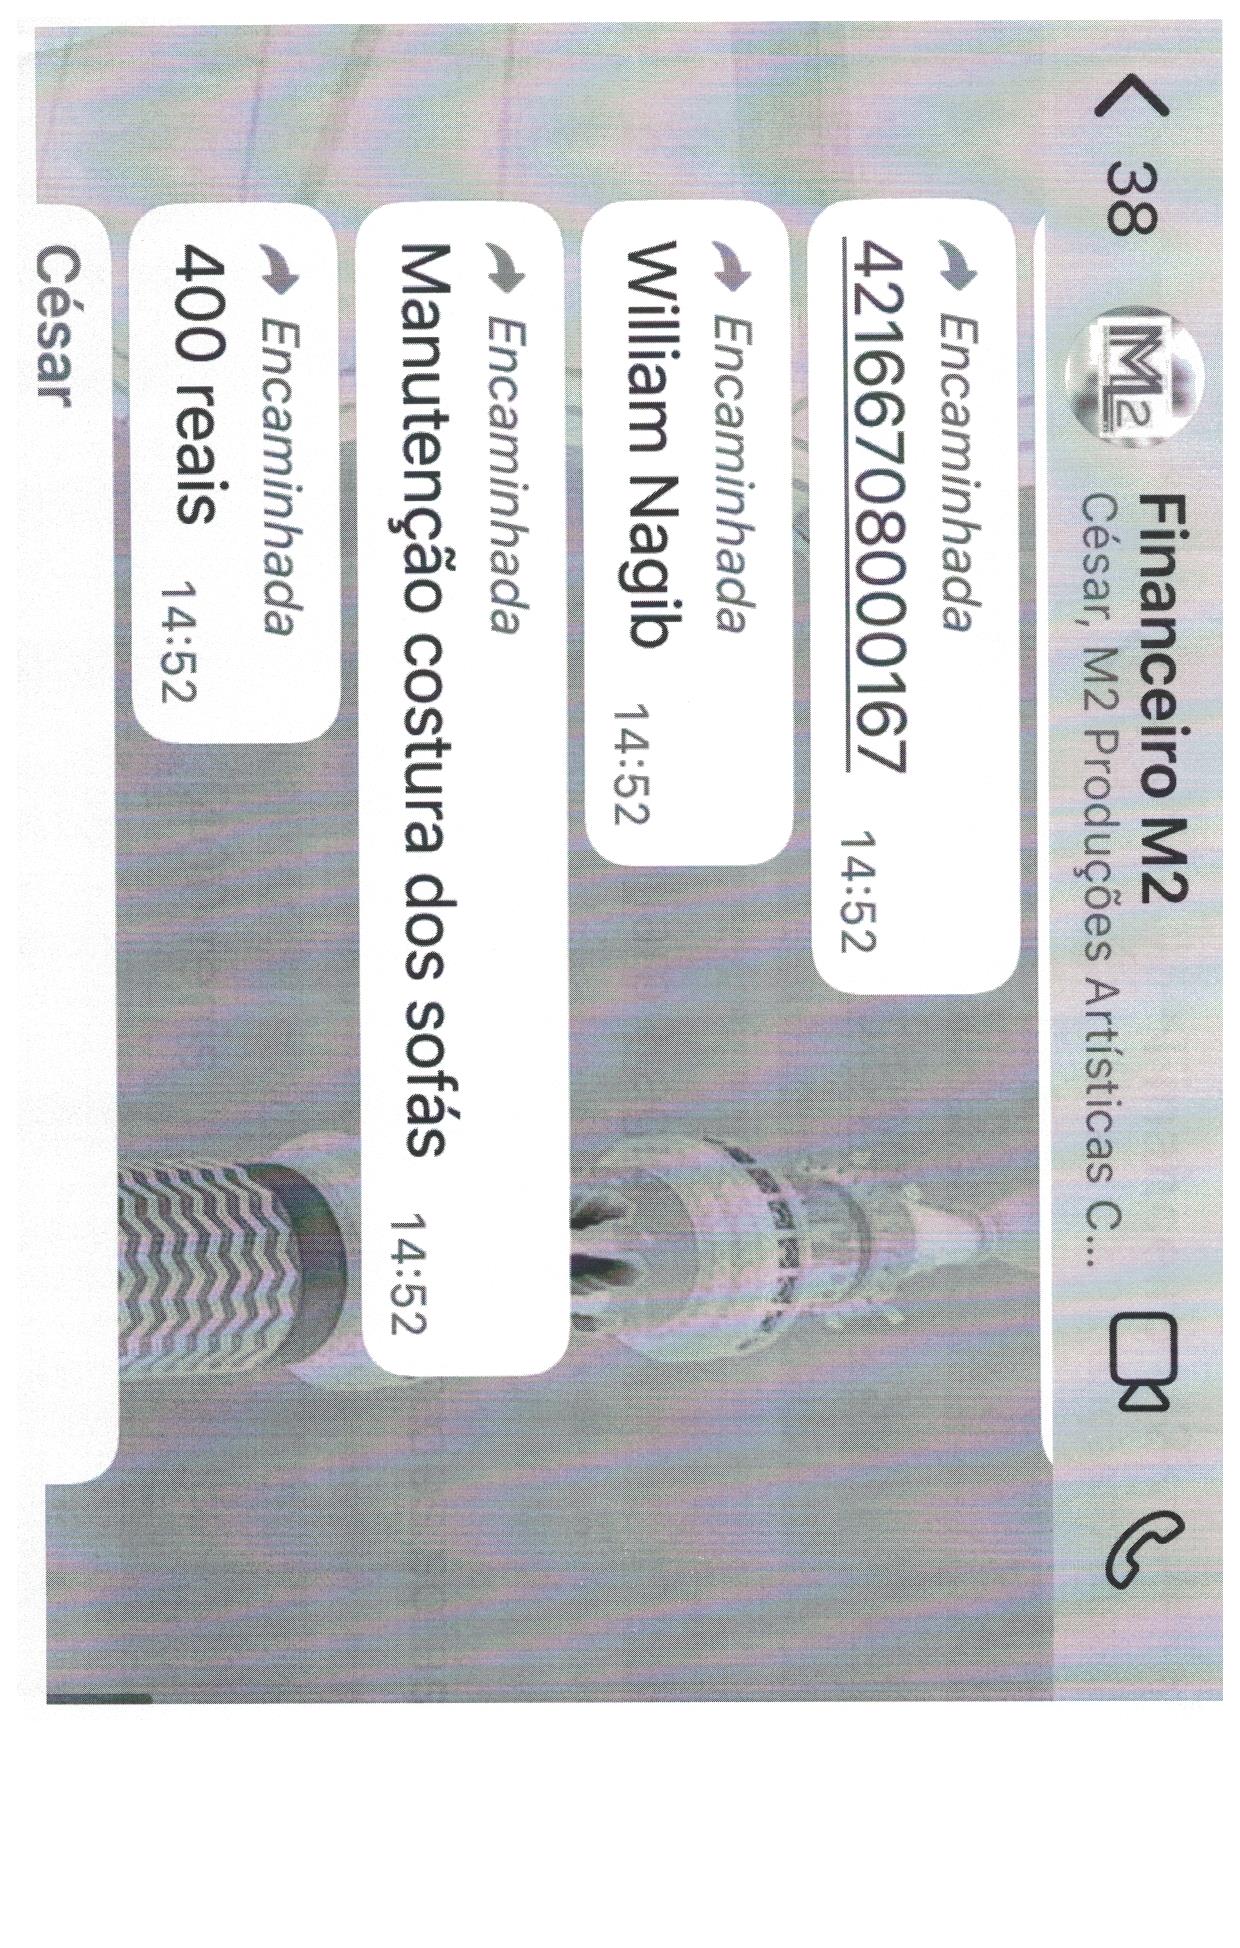 38
M2
Financeiro M2
César, M2 Produções Artísticas C...
Encaminhada
42166708000167 14:52
Encaminhada
William Nagib 14:52
Encaminhada
Manutenção costura dos sofás 14:52
Encaminhada
400 reais 14:52
César